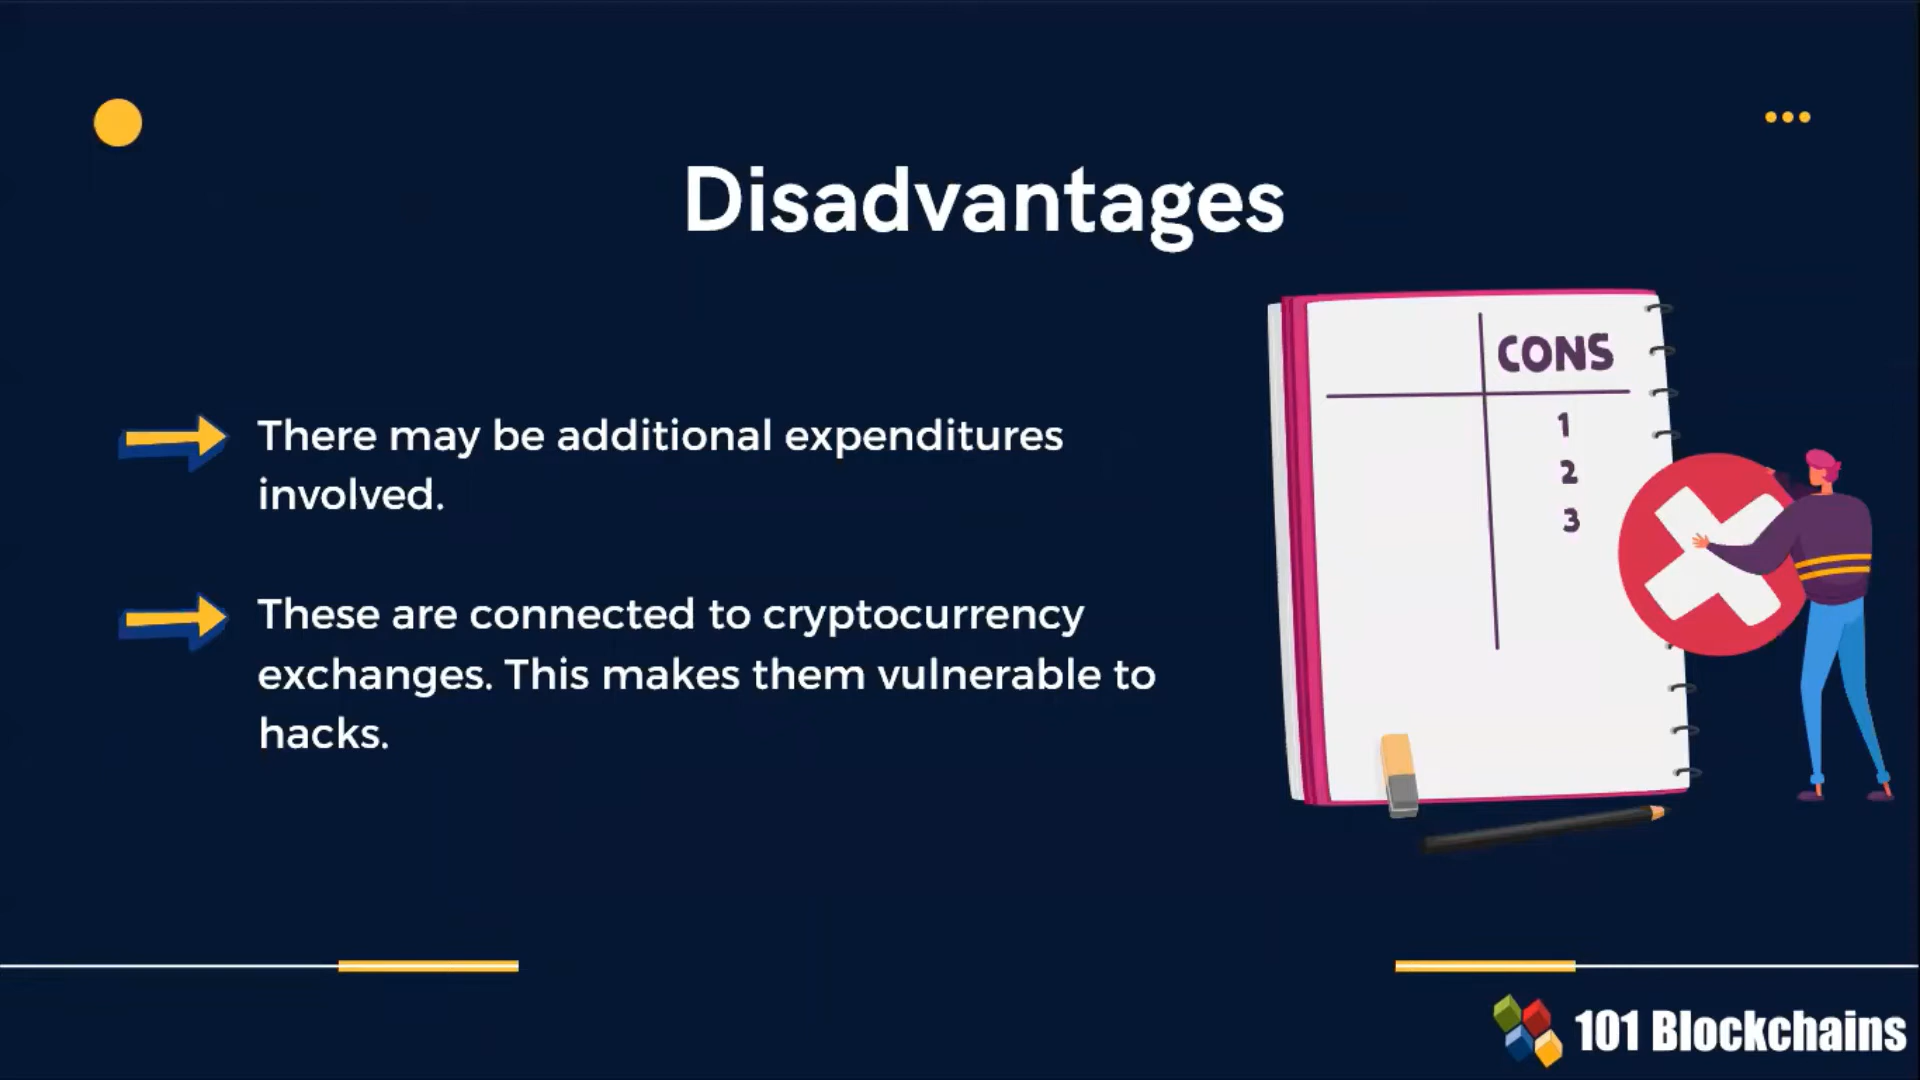 Disadvantages
There may be additional expenditures
involved.
These are connected to cryptocurrency
exchanges. This makes them vulnerable to
hacks.
CONS
1
2
3
101 Blockchains